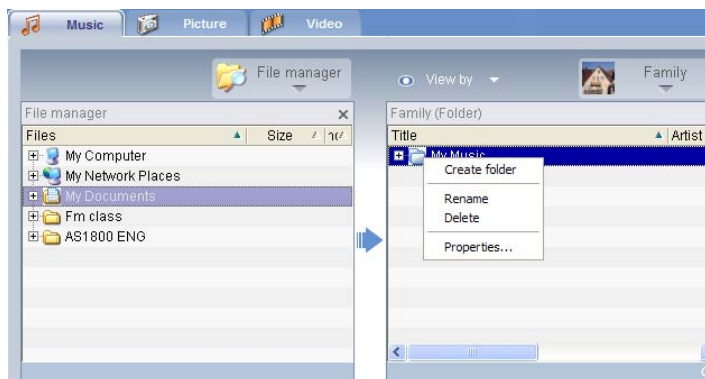 Music Picture Video
File manager View by Family
File manager Family (Folder)
Files Size Title Artist
My Computer My Music
My Network Places Create folder
My Documents Rename
Fm class Delete
AS1800 ENG Properties...